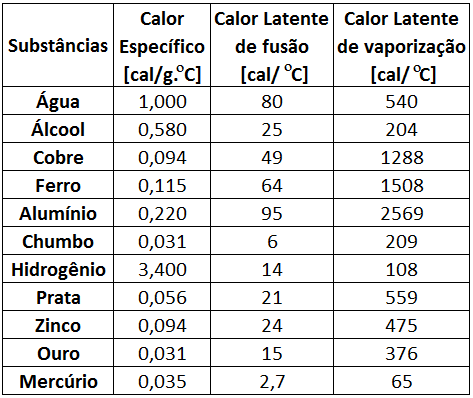 Substâncias Calor Específico [cal/g.ºC] Calor Latente de fusão [cal/ ºC] Calor Latente de vaporização [cal/ ºC]
Água 1,000 80 540
Álcool 0,580 25 204
Cobre 0,094 49 1288
Ferro 0,115 64 1508
Alumínio 0,220 95 2569
Chumbo 0,031 6 209
Hidrogênio 3,400 14 108
Prata 0,056 21 559
Zinco 0,094 24 475
Ouro 0,031 15 376
Mercúrio 0,035 2,7 65